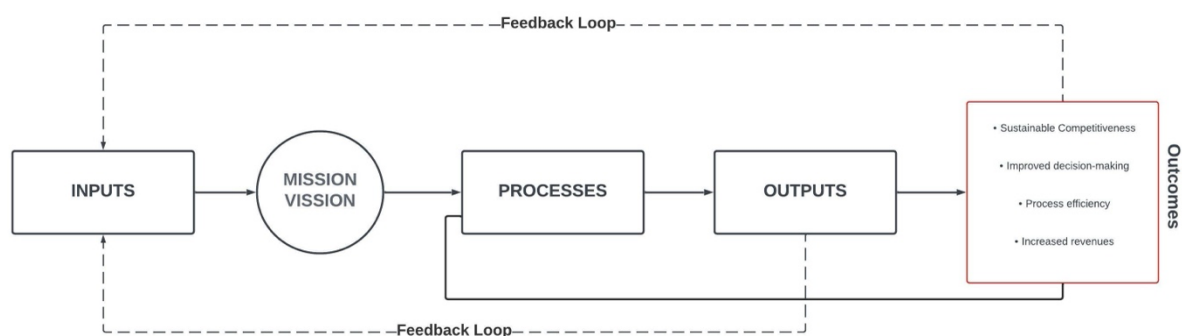 Feedback Loop
INPUTS
MISSION
VISSION
PROCESSES
OUTPUTS
• Sustainable Competitiveness
• Improved decision-making
• Process efficiency
• Increased revenues
Outcomes
Feedback Loop